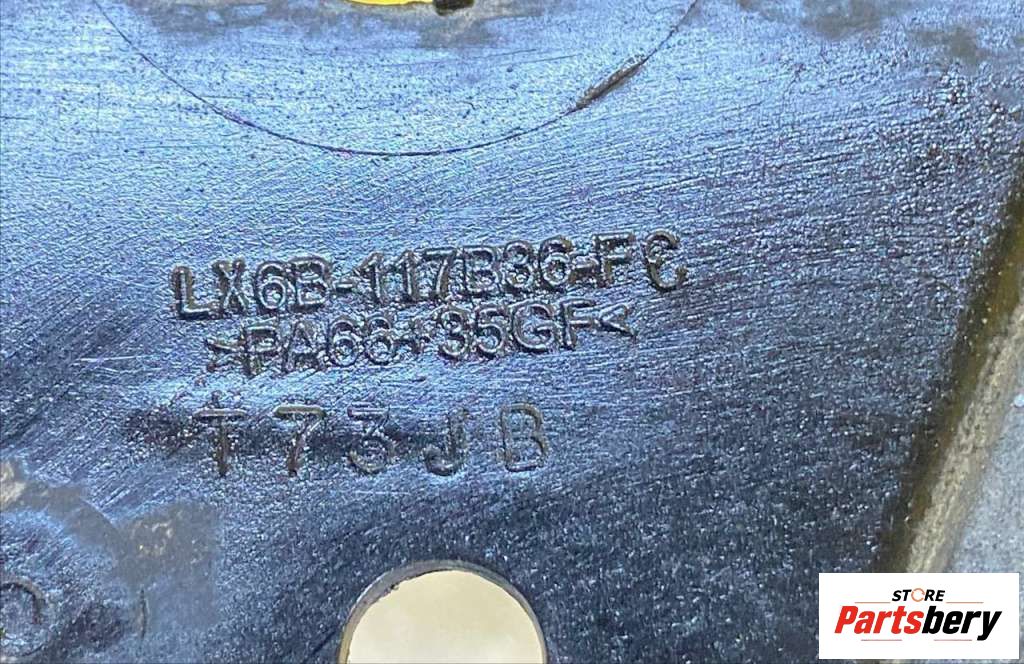 LX6B-117B36-FC
>PA66+35GF<
T73JB
STORE
Partsbery